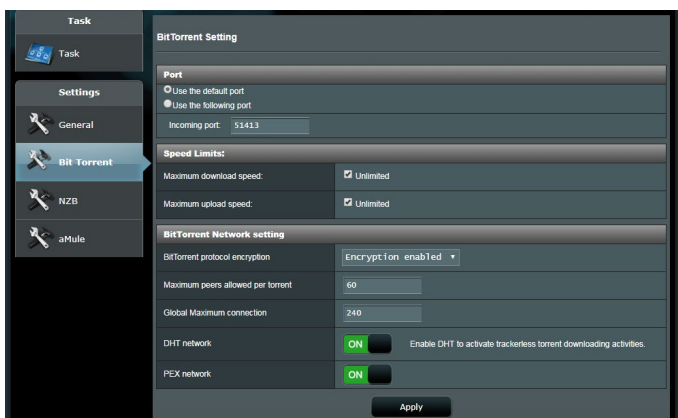 Task
Task
Settings
General
Bit Torrent
NZB
aMule
BitTorrent Setting
Port
Use the default port
Use the following port
Incoming port: 51413
Speed Limits:
Maximum download speed: Unlimited
Maximum upload speed: Unlimited
BitTorrent Network setting
BitTorrent protocol encryption Encryption enabled
Maximum peers allowed per torrent 60
Global Maximum connection 240
DHT network ON Enable DHT to activate trackerless torrent downloading activities.
PEX network ON
Apply